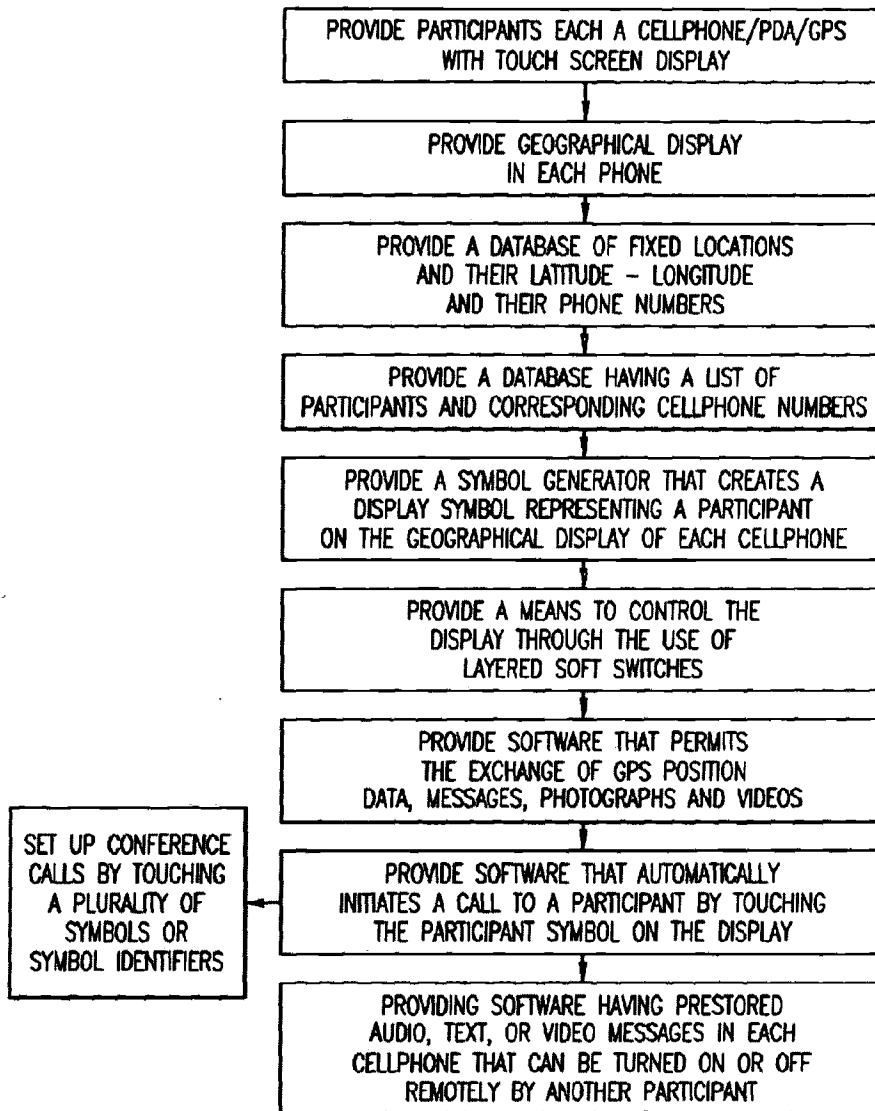 PROVIDE PARTICIPANTS EACH A CELLPHONE/PDA/GPS
WITH TOUCH SCREEN DISPLAY
PROVIDE GEOGRAPHICAL DISPLAY
IN EACH PHONE
PROVIDE A DATABASE OF FIXED LOCATIONS
AND THEIR LATITUDE – LONGITUDE
AND THEIR PHONE NUMBERS
PROVIDE A DATABASE HAVING A LIST OF
PARTICIPANTS AND CORRESPONDING CELLPHONE NUMBERS
PROVIDE A SYMBOL GENERATOR THAT CREATES A
DISPLAY SYMBOL REPRESENTING A PARTICIPANT
ON THE GEOGRAPHICAL DISPLAY OF EACH CELLPHONE
PROVIDE A MEANS TO CONTROL THE
DISPLAY THROUGH THE USE OF
LAYERED SOFT SWITCHES
PROVIDE SOFTWARE THAT PERMITS
THE EXCHANGE OF GPS POSITION
DATA, MESSAGES, PHOTOGRAPHS AND VIDEOS
PROVIDE SOFTWARE THAT AUTOMATICALLY
INITIATES A CALL TO A PARTICIPANT BY TOUCHING
THE PARTICIPANT SYMBOL ON THE DISPLAY
SET UP CONFERENCE
CALLS BY TOUCHING
A PLURALITY OF
SYMBOLS OR
SYMBOL IDENTIFIERS
PROVIDING SOFTWARE HAVING PRESTORED
AUDIO, TEXT, OR VIDEO MESSAGES IN EACH
CELLPHONE THAT CAN BE TURNED ON OR OFF
REMOTELY BY ANOTHER PARTICIPANT